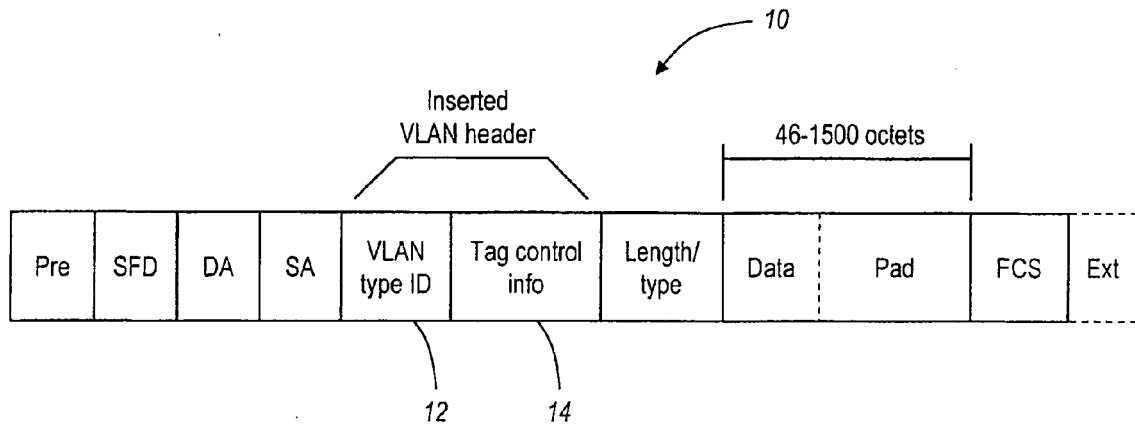 10
Inserted
VLAN header
46-1500 octets
Pre
SFD
DA
SA
VLAN
type ID
Tag control
info
Length/
type
Data
Pad
FCS
Ext
12
14